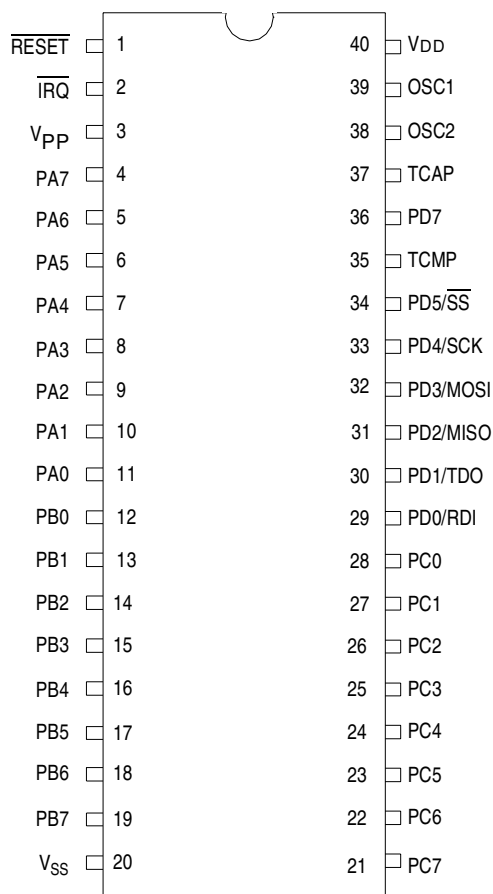 RESET 1 40 VDD
IRQ 2 39 OSC1
VPP 3 38 OSC2
PA7 4 37 TCAP
PA6 5 36 PD7
PA5 6 35 TCMP
PA4 7 34 PD5/SS
PA3 8 33 PD4/SCK
PA2 9 32 PD3/MOSI
PA1 10 31 PD2/MISO
PA0 11 30 PD1/TDO
PB0 12 29 PD0/RDI
PB1 13 28 PC0
PB2 14 27 PC1
PB3 15 26 PC2
PB4 16 25 PC3
PB5 17 24 PC4
PB6 18 23 PC5
PB7 19 22 PC6
VSS 20 21 PC7